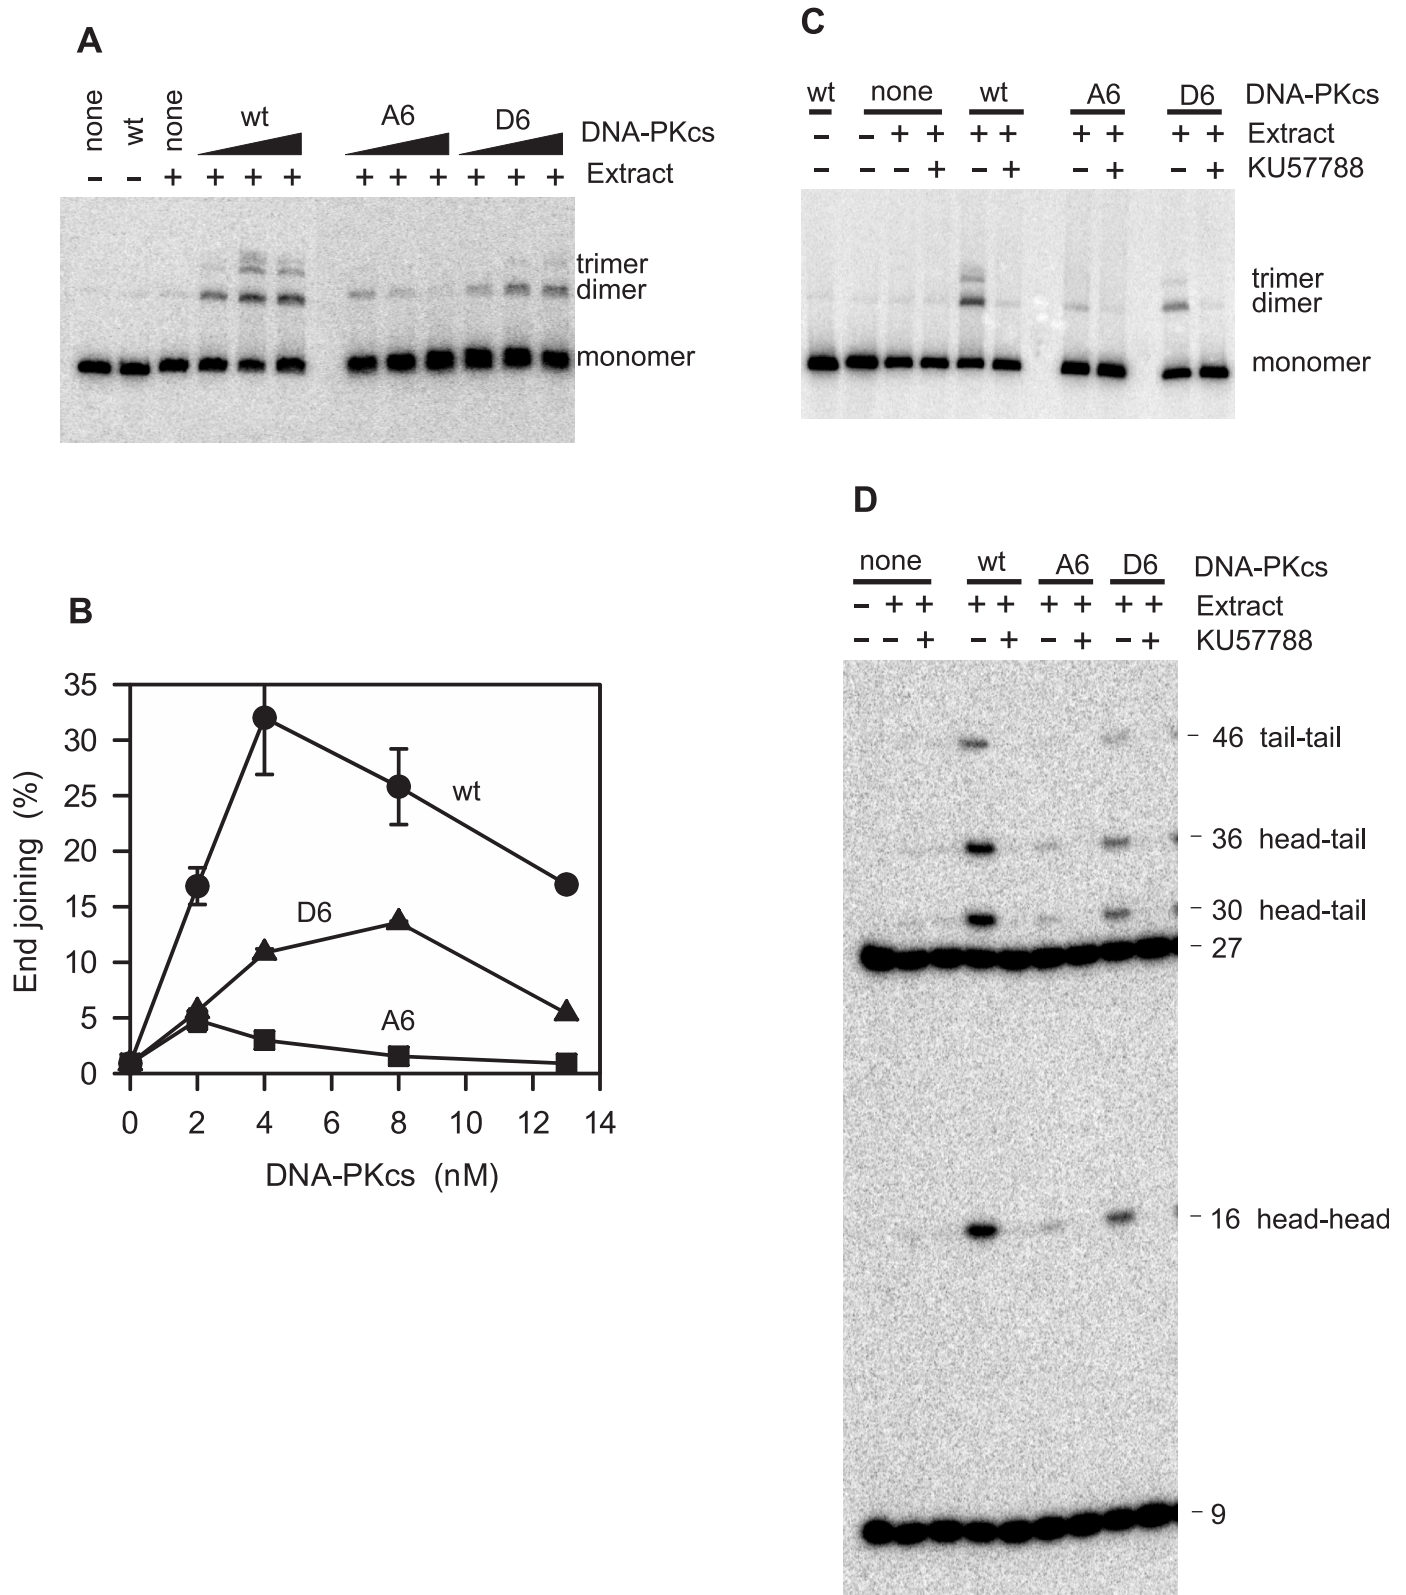 A
none
wt
none
wt
A6
D6
DNA-PKcs
– – + + + + + + + + + + Extract
trimer
dimer
monomer
B
35
30
25
20
15
10
5
0
End joining (%)
wt
D6
A6
0 2 4 6 8 10 12 14
DNA-PKcs (nM)
C
wt none wt A6 D6 DNA-PKcs
– – + + + + + + + + Extract
– – – + – + – + – + KU57788
trimer
dimer
monomer
D
none wt A6 D6 DNA-PKcs
– + + + + + + + + Extract
– – + – + – + – + KU57788
– 46 tail-tail
– 36 head-tail
– 30 head-tail
– 27
– 16 head-head
– 9